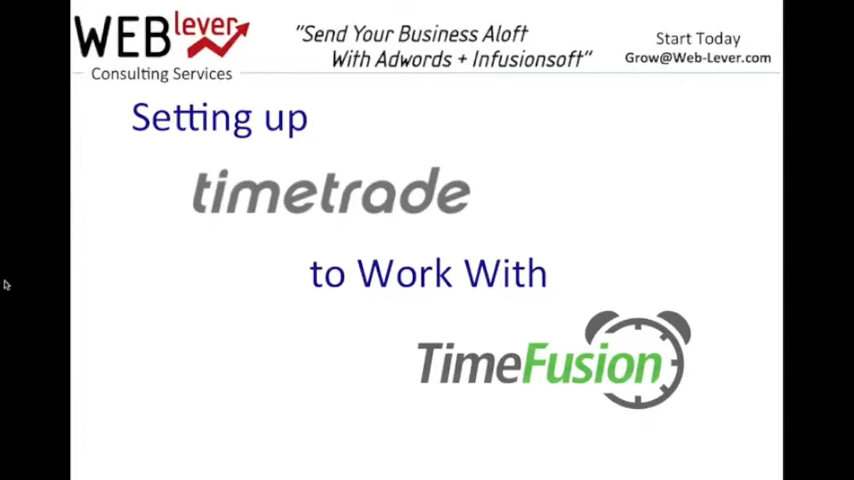 WEB lever
Consulting Services
"Send Your Business Aloft
With Adwords + Infusionsoft"
Start Today
Grow@Web-Lever.com
Setting up
timetrade
to Work With
TimeFusion